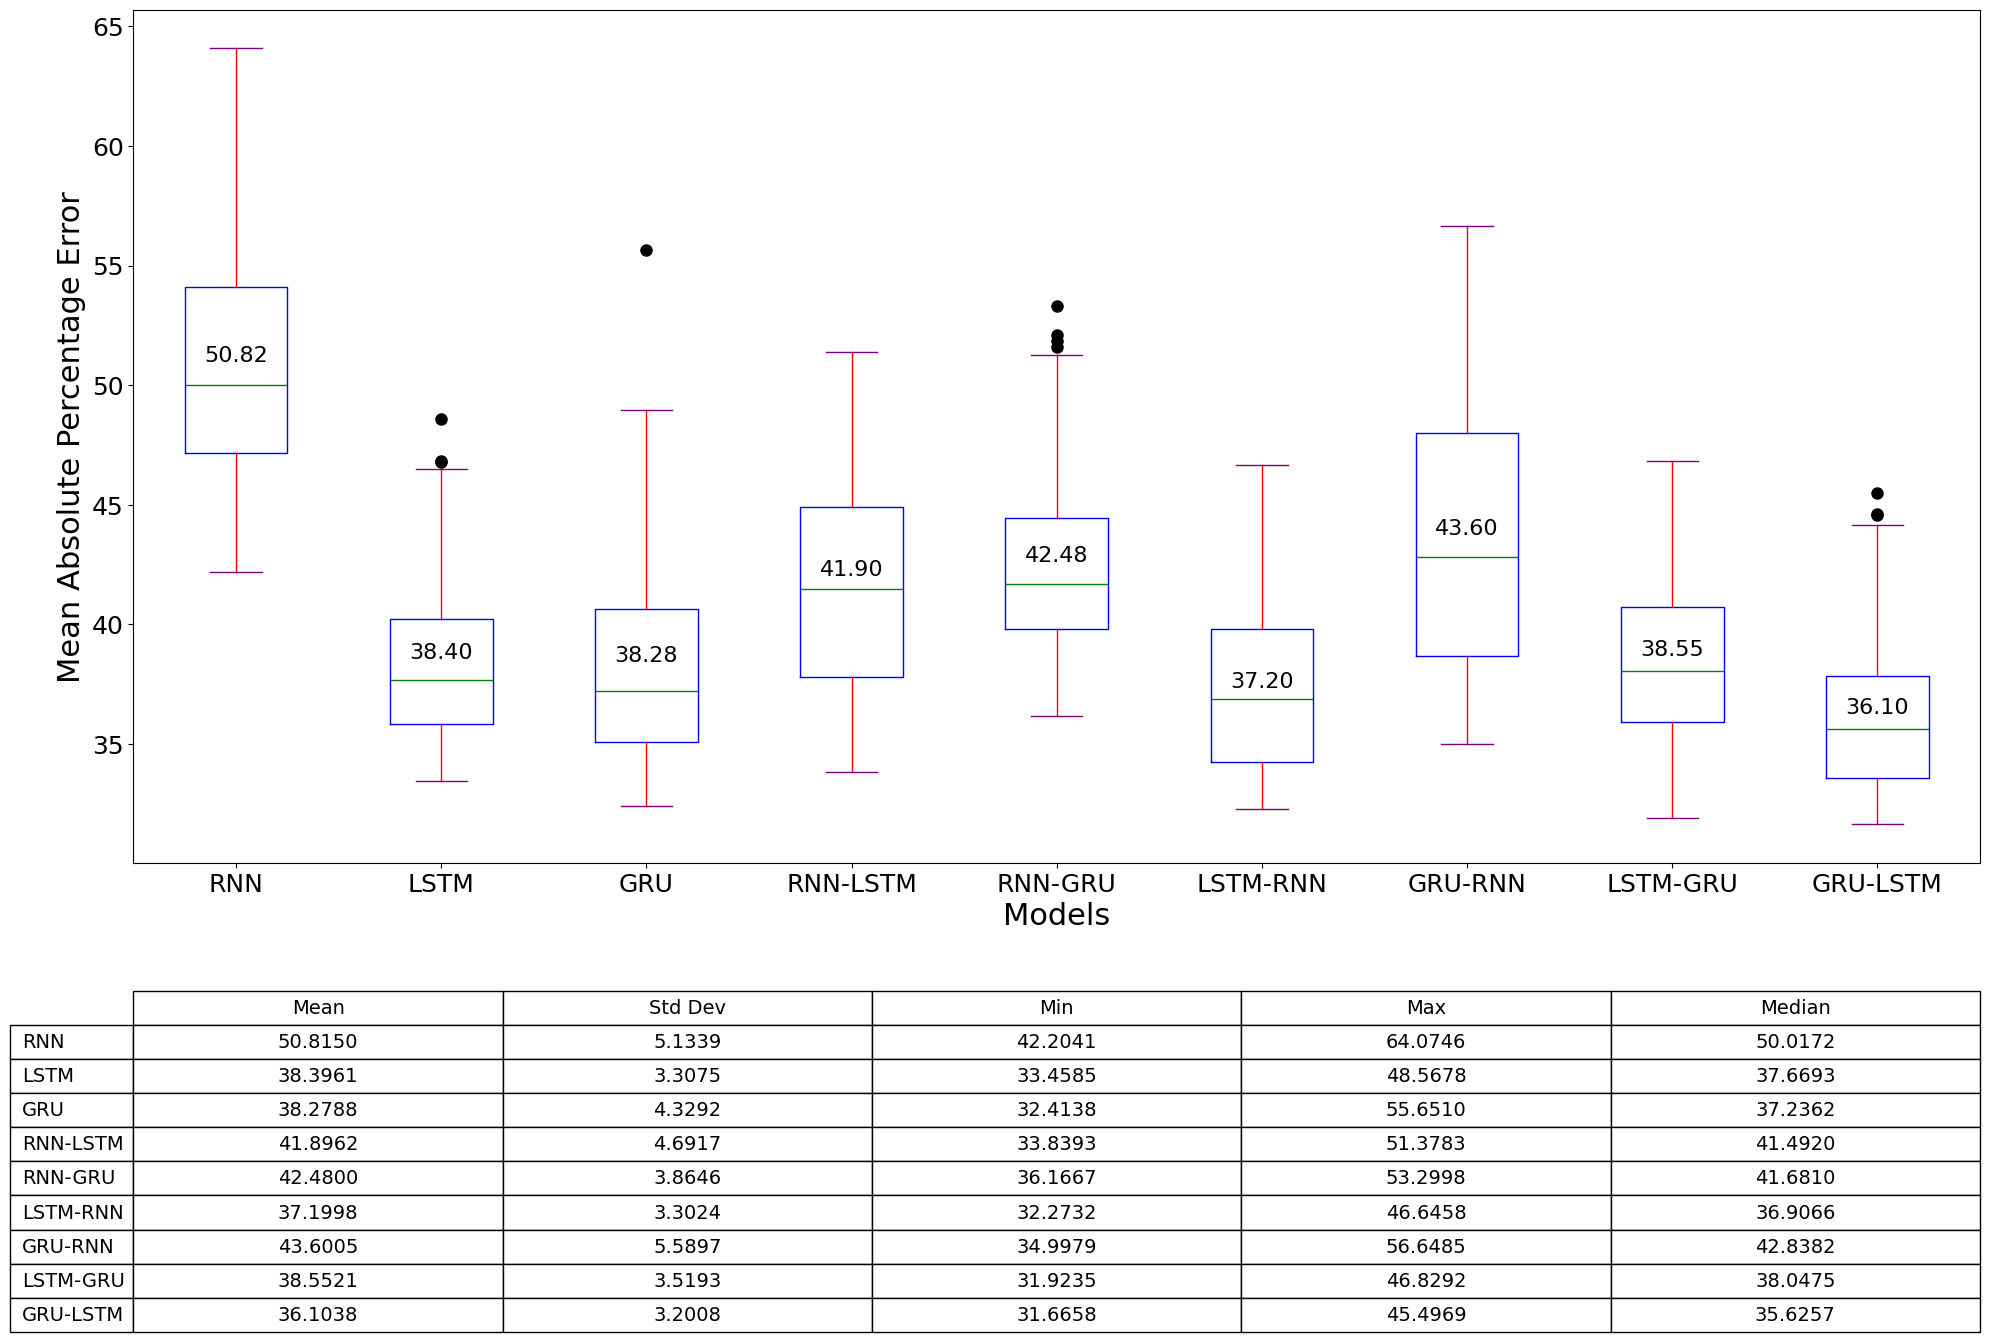 Mean Absolute Percentage Error
65
60
55
50
45
40
35
50.82
38.40
38.28
41.90
42.48
37.20
43.60
38.55
36.10
RNN LSTM GRU RNN-LSTM RNN-GRU LSTM-RNN GRU-RNN LSTM-GRU GRU-LSTM
Models
Mean Std Dev Min Max Median
RNN 50.8150 5.1339 42.2041 64.0746 50.0172
LSTM 38.3961 3.3075 33.4585 48.5678 37.6693
GRU 38.2788 4.3292 32.4138 55.6510 37.2362
RNN-LSTM 41.8962 4.6917 33.8393 51.3783 41.4920
RNN-GRU 42.4800 3.8646 36.1667 53.2998 41.6810
LSTM-RNN 37.1998 3.3024 32.2732 46.6458 36.9066
GRU-RNN 43.6005 5.5897 34.9979 56.6485 42.8382
LSTM-GRU 38.5521 3.5193 31.9235 46.8292 38.0475
GRU-LSTM 36.1038 3.2008 31.6658 45.4969 35.6257